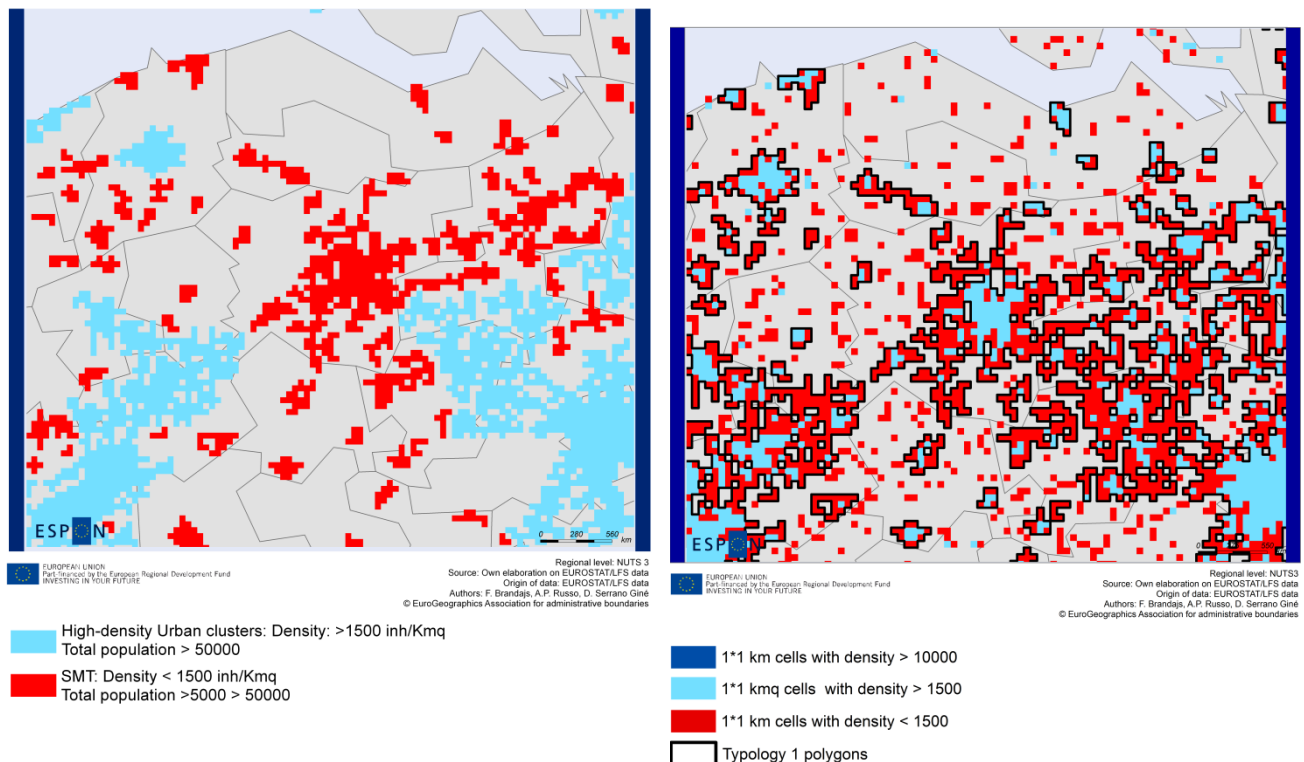 ESPON
0 280 560
km
EUROPEAN UNION
Part-financed by the European Regional Development Fund
INVESTING IN YOUR FUTURE
Regional level: NUTS 3
Source: Own elaboration on EUROSTAT/LFS data
Origin of data: EUROSTAT/LFS data
Authors: F. Brandajs, A.P. Russo, D. Serrano Giné
© EuroGeographics Association for administrative boundaries
High-density Urban clusters: Density: >1500 inh/Kmq
Total population > 50000
SMT: Density < 1500 inh/Kmq
Total population >5000 > 50000
ESPON
km
EUROPEAN UNION
Part-financed by the European Regional Development Fund
INVESTING IN YOUR FUTURE
Regional level: NUTS3
Source: Own elaboration on EUROSTAT/LFS data
Origin of data: EUROSTAT/LFS data
Authors: F. Brandajs, A.P. Russo, D. Serrano Giné
© EuroGeographics Association for administrative boundaries
1*1 km cells with density > 10000
1*1 kmq cells with density > 1500
1*1 km cells with density < 1500
Typology 1 polygons